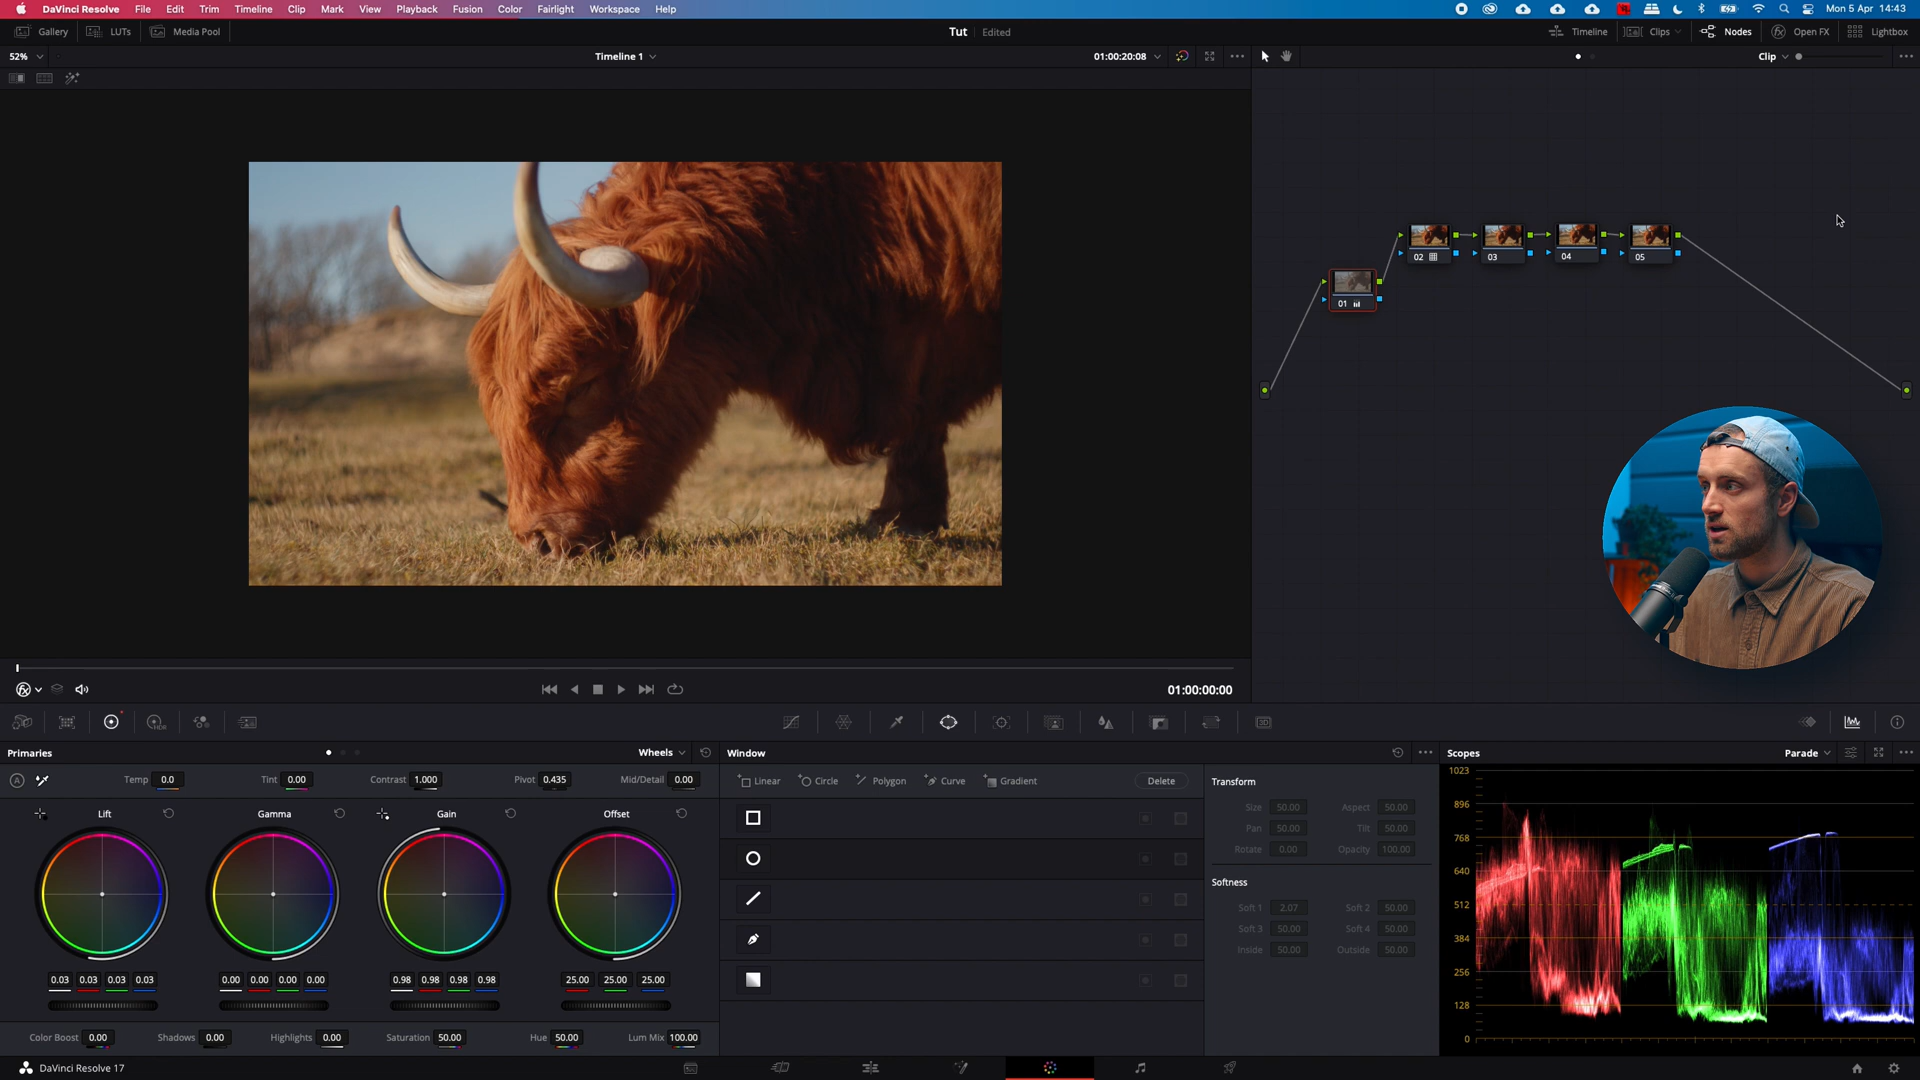 DaVinci Resolve File Edit Trim Timeline Clip Mark View Playback Fusion Color Fairlight Workspace Help Mon 5 Apr 14:43
Gallery LUTs Media Pool Tut Edited Timeline Clips Nodes Open FX Lightbox
52% Timeline 1 01:00:20:08 Clip
02 03 04 05
01
01:00:00:00
Primaries Wheels Window Scopes Parade
Temp 0.0 Tint 0.00 Contrast 1.000 Pivot 0.435 Mid/Detail 0.00
Linear Circle Polygon Curve Gradient Delete
Lift Gamma Gain Offset
0.03 0.03 0.03 0.03 0.00 0.00 0.00 0.00 0.98 0.98 0.98 0.98 25.00 25.00 25.00
Color Boost 0.00 Shadows 0.00 Highlights 0.00 Saturation 50.00 Hue 50.00 Lum Mix 100.00
Transform
Size 50.00 Aspect 50.00
Pan 50.00 Tilt 50.00
Rotate 0.00 Opacity 100.00
Softness
Soft 1 2.07 Soft 2 50.00
Soft 3 50.00 Soft 4 50.00
Inside 50.00 Outside 50.00
1023
896
768
640
512
384
256
128
0
DaVinci Resolve 17